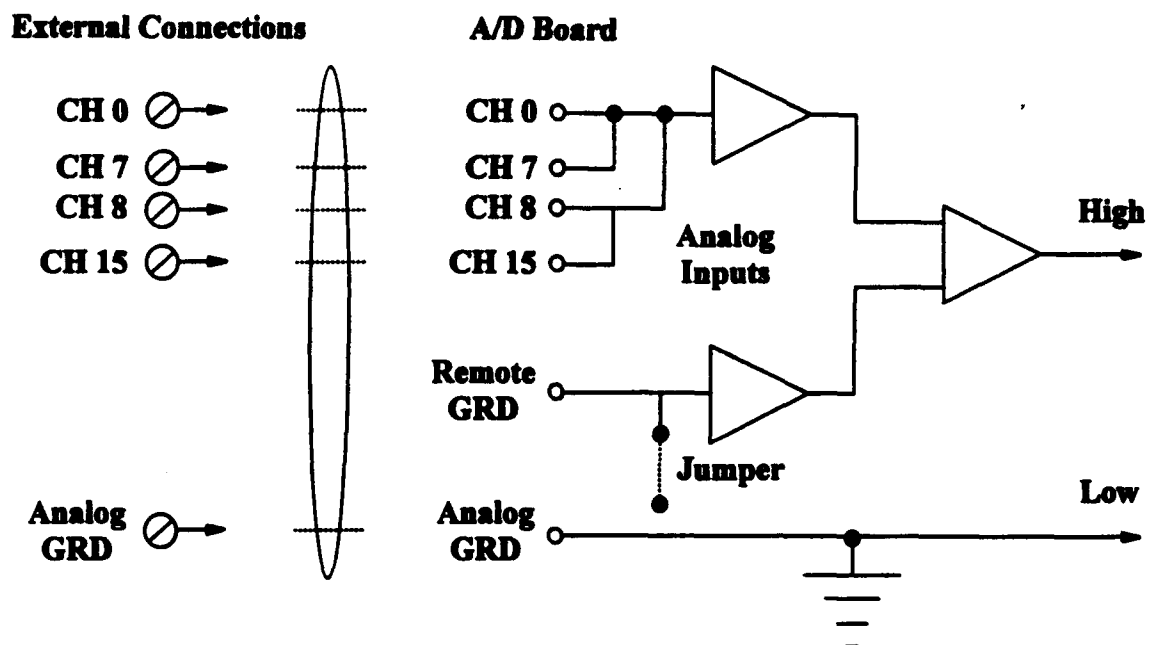 External Connections
A/D Board
CH 0
CH 7
CH 8
CH 15
Analog
GRD
CH 0
CH 7
CH 8
CH 15
Analog
Inputs
High
Remote
GRD
Jumper
Analog
GRD
Low